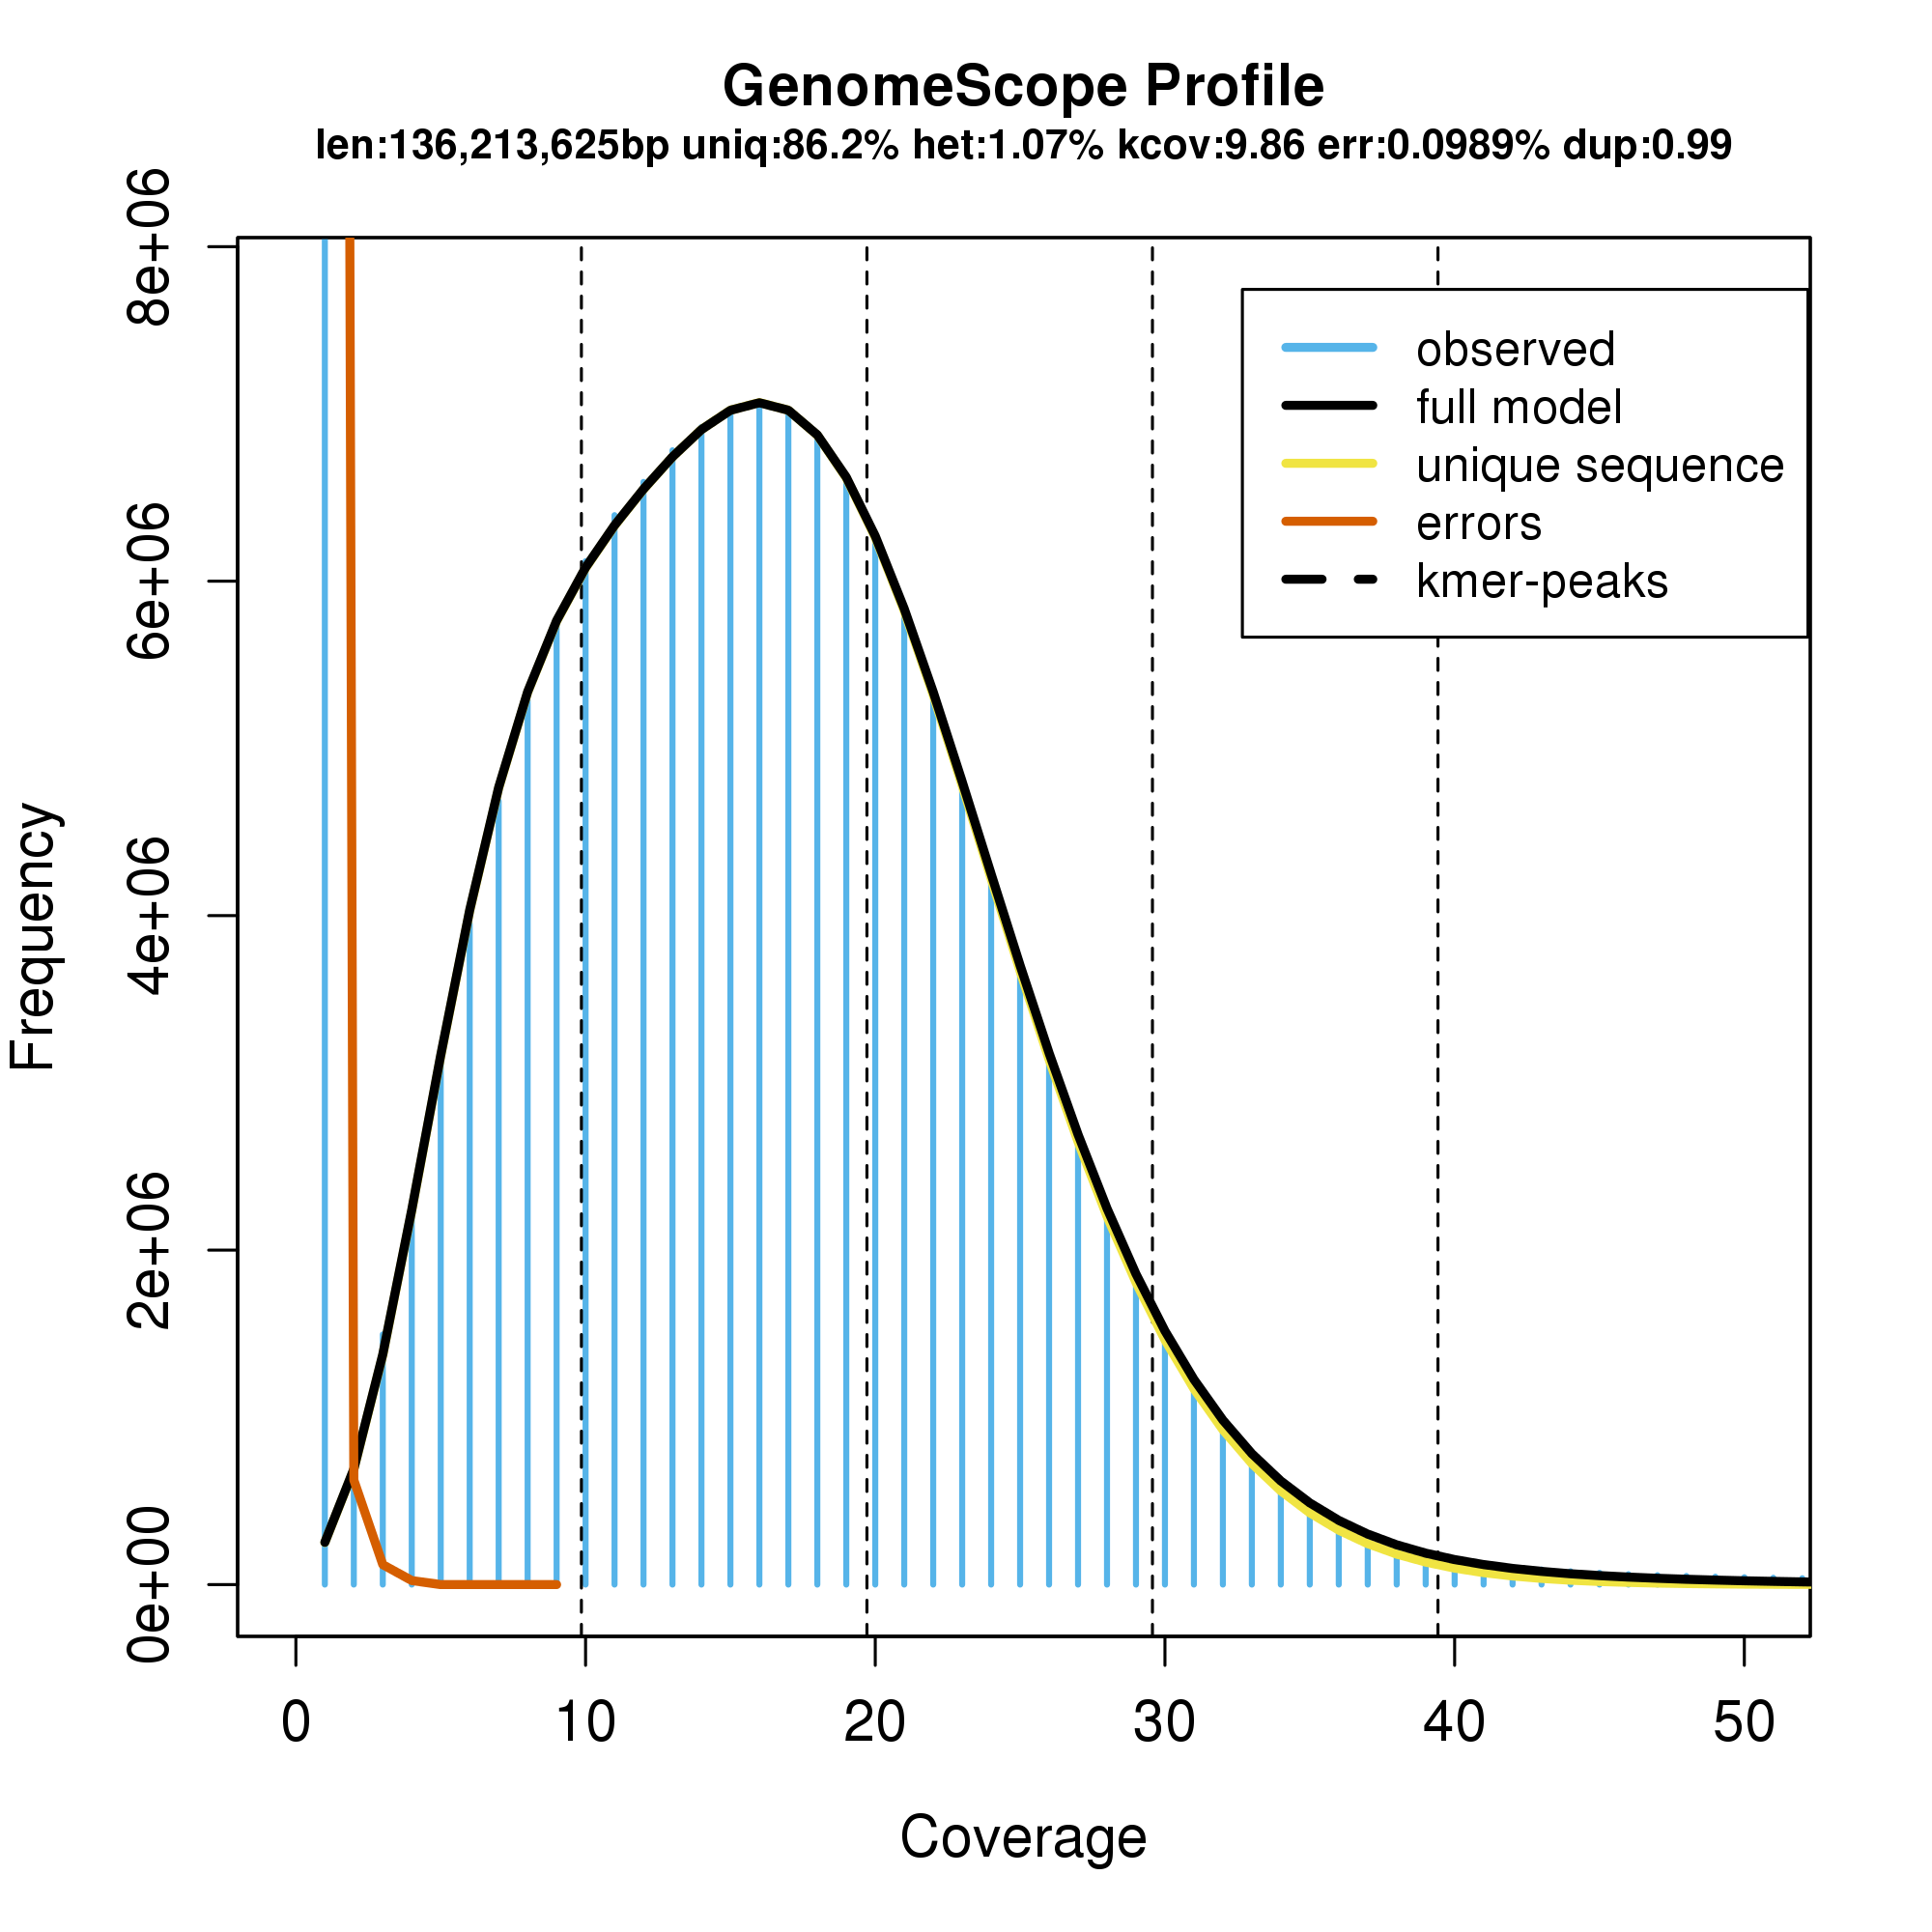 GenomeScope Profile
len:136,213,625bp uniq:86.2% het:1.07% kcov:9.86 err:0.0989% dup:0.99
8e+06
6e+06
4e+06
2e+06
0e+00
Frequency
observed
full model
unique sequence
errors
kmer-peaks
0 10 20 30 40 50
Coverage